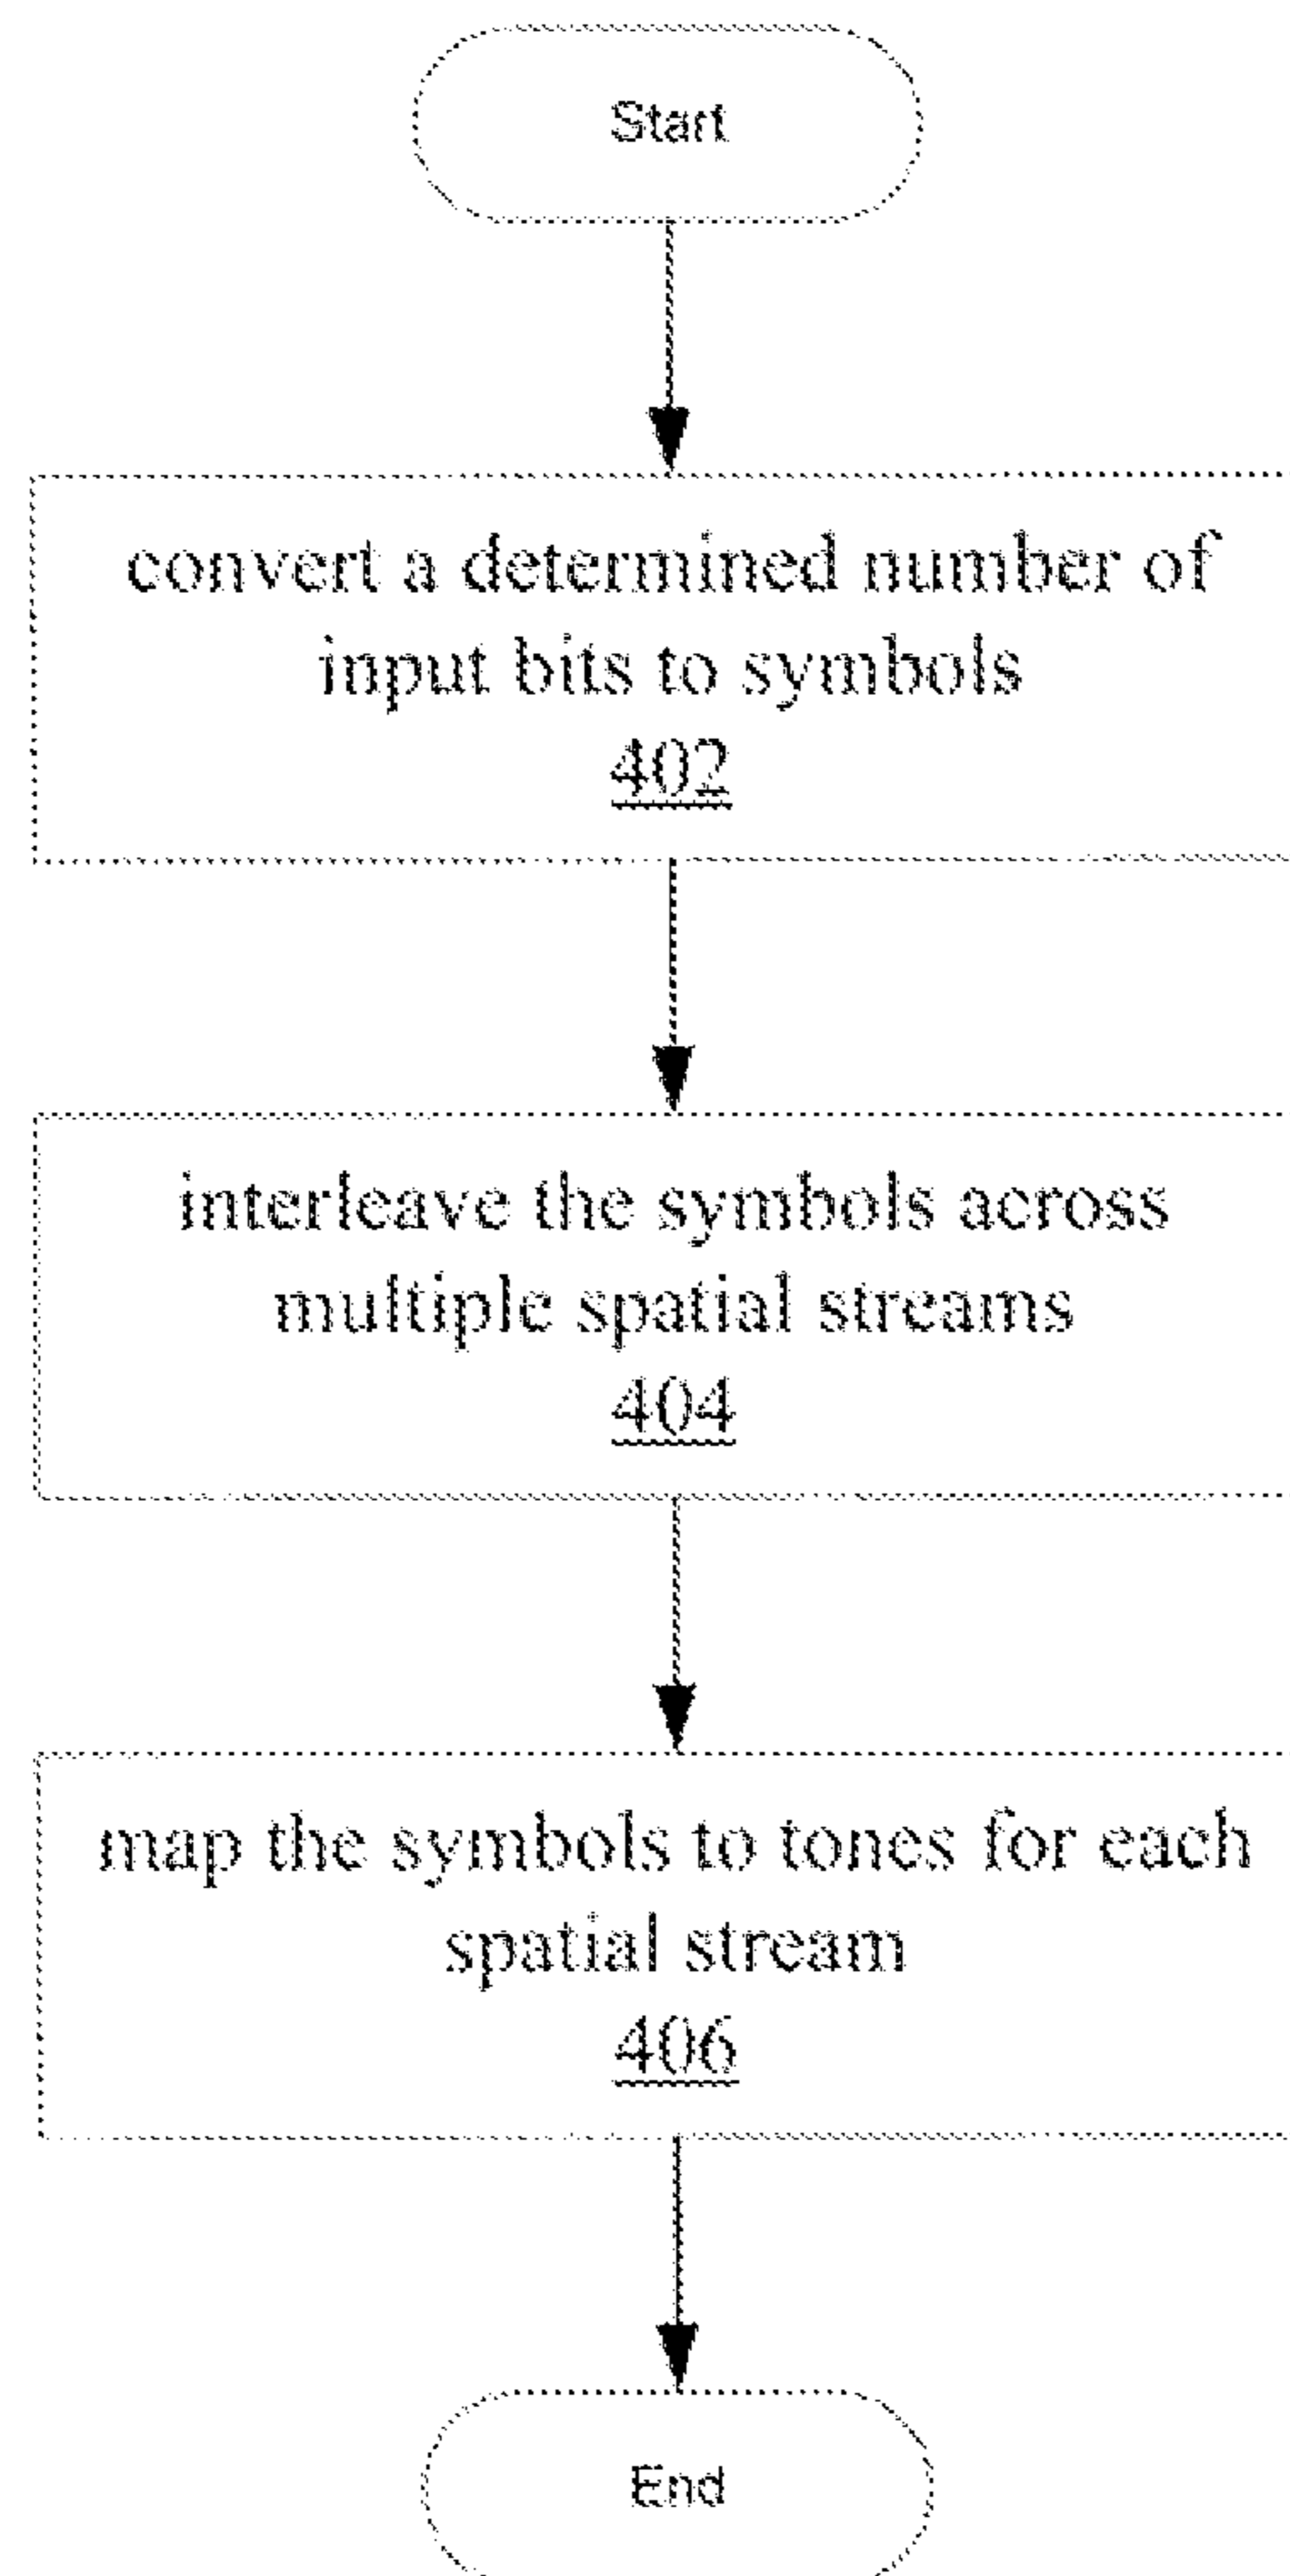 Start
convert a determined number of
input bits to symbols
402
interleave the symbols across
multiple spatial streams
404
map the symbols to tones for each
spatial stream
406
End